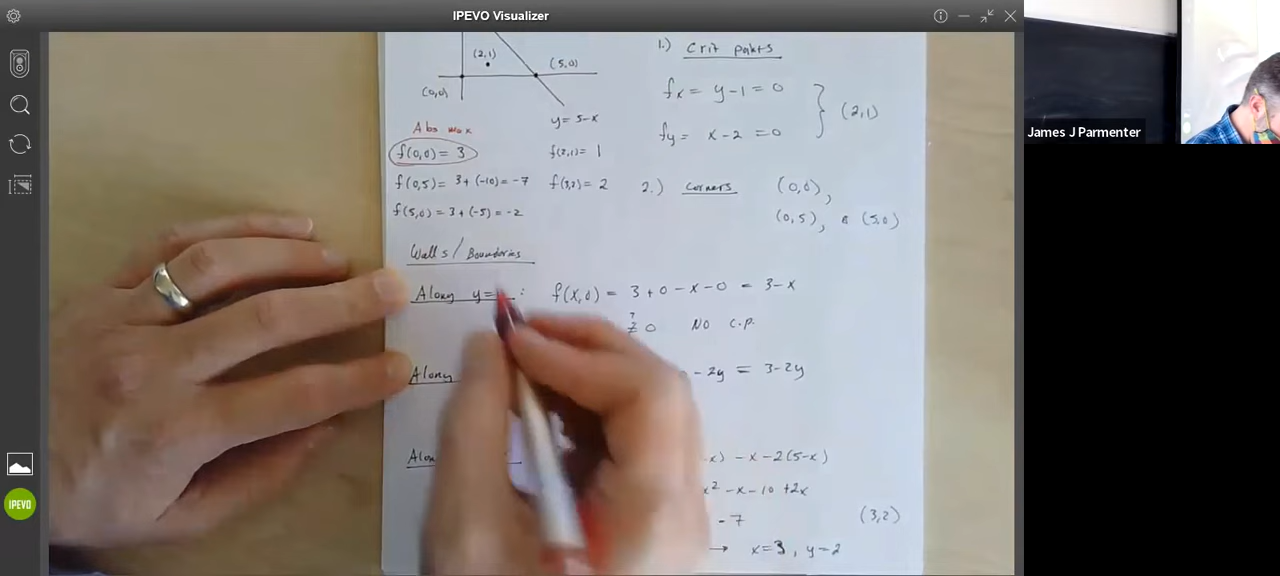 IPEVO Visualizer
(2,1)
(5,0)
(0,0)
y = 5-x
Abs max
f(0,0) = 3
f(2,1) = 1
f(0,5) = 3+(-10) = -7
f(3,2) = 2
f(5,0) = 3+(-5) = -2
1.) Crit points
fx = y-1 = 0
fy = x-2 = 0
(2,1)
2.) corners (0,0),
(0,5), & (5,0)
Walls / Boundaries
Along y= : f(x,0) = 3+0-x-0 = 3-x
? = 0 NO C.P.
Along - 2y = 3-2y
x) - x - 2(5-x)
x² - x - 10 + 2x
- 7 (3,2)
→ x=3, y=2
James J Parmenter
IPEVO